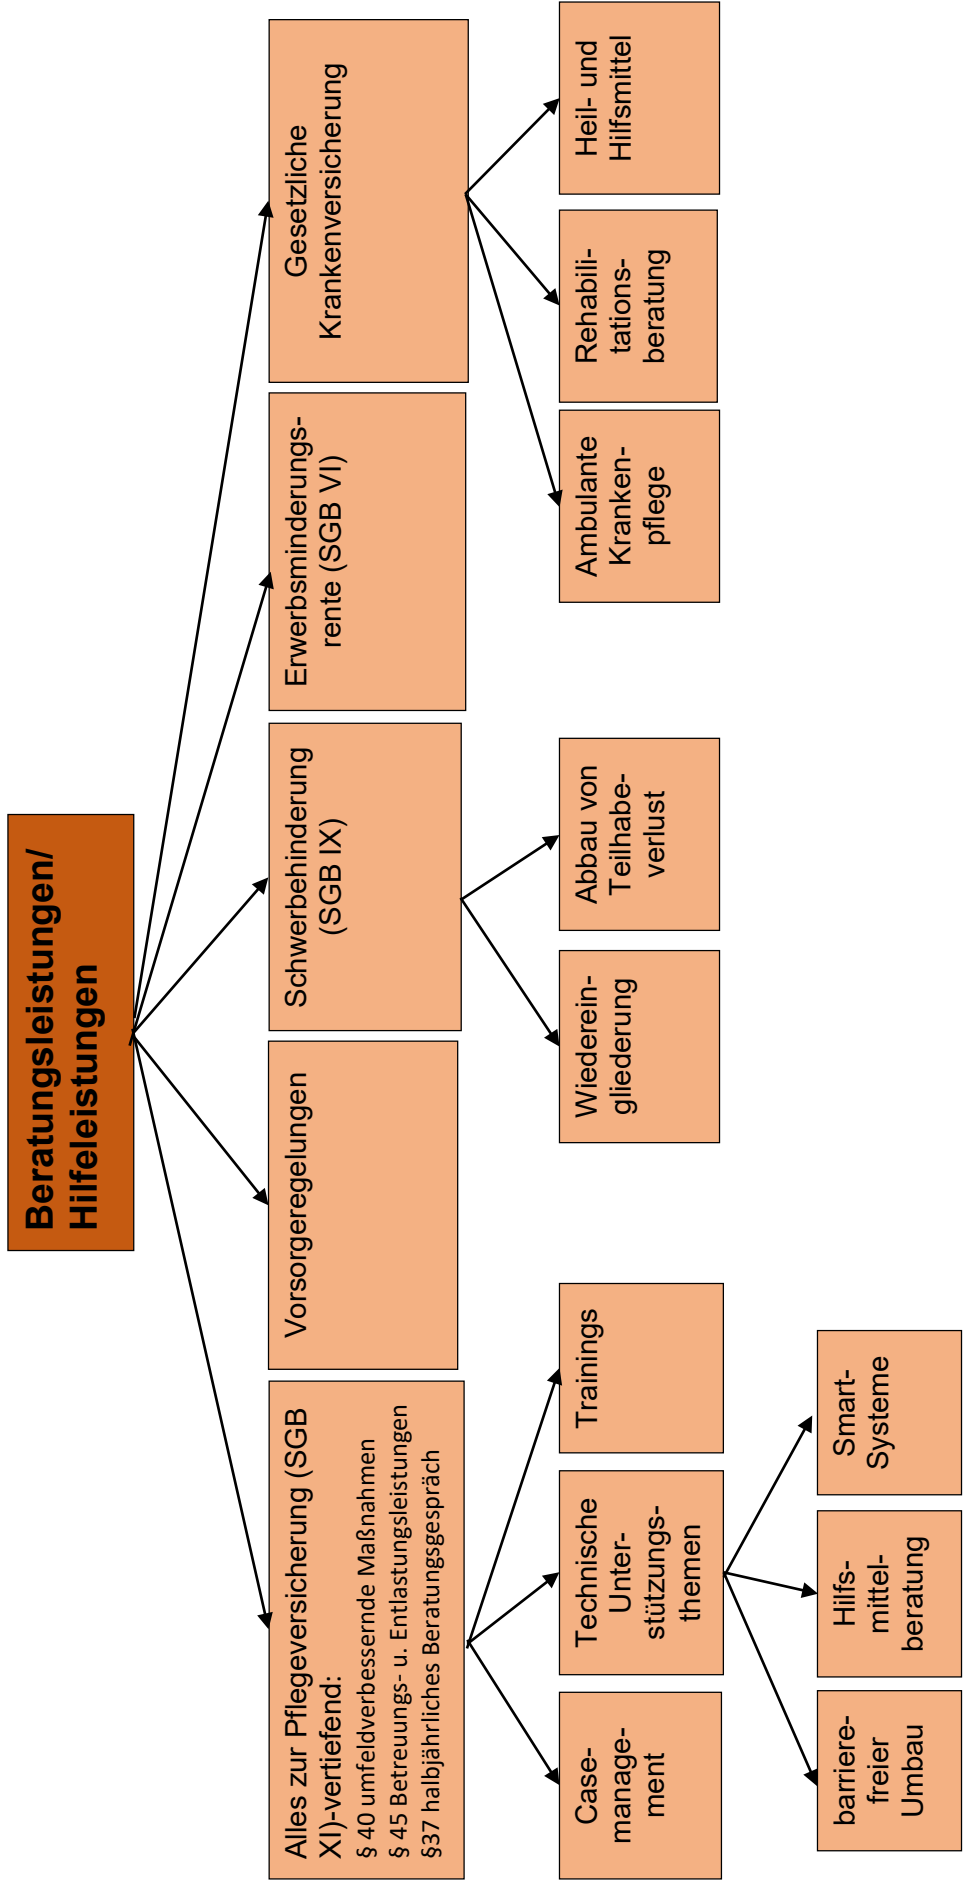 Beratungsleistungen/
Hilfeleistungen
Alles zur Pflegeversicherung (SGB
XI)-vertiefend:
§ 40 umfeldverbessernde Maßnahmen
§ 45 Betreuungs- u. Entlastungsleistungen
§37 halbjährliches Beratungsgespräch
Vorsorgeregelungen
Schwerbehinderung
(SGB IX)
Erwerbsminderungs-
rente (SGB VI)
Gesetzliche
Krankenversicherung
Case-
manage-
ment
Technische
Unter-
stützungs-
themen
Trainings
Wiederein-
gliederung
Abbau von
Teilhabe-
verlust
Ambulante
Kranken-
pflege
Rehabili-
tations-
beratung
Heil- und
Hilfsmittel
barriere-
freier
Umbau
Hilfs-
mittel-
beratung
Smart-
Systeme